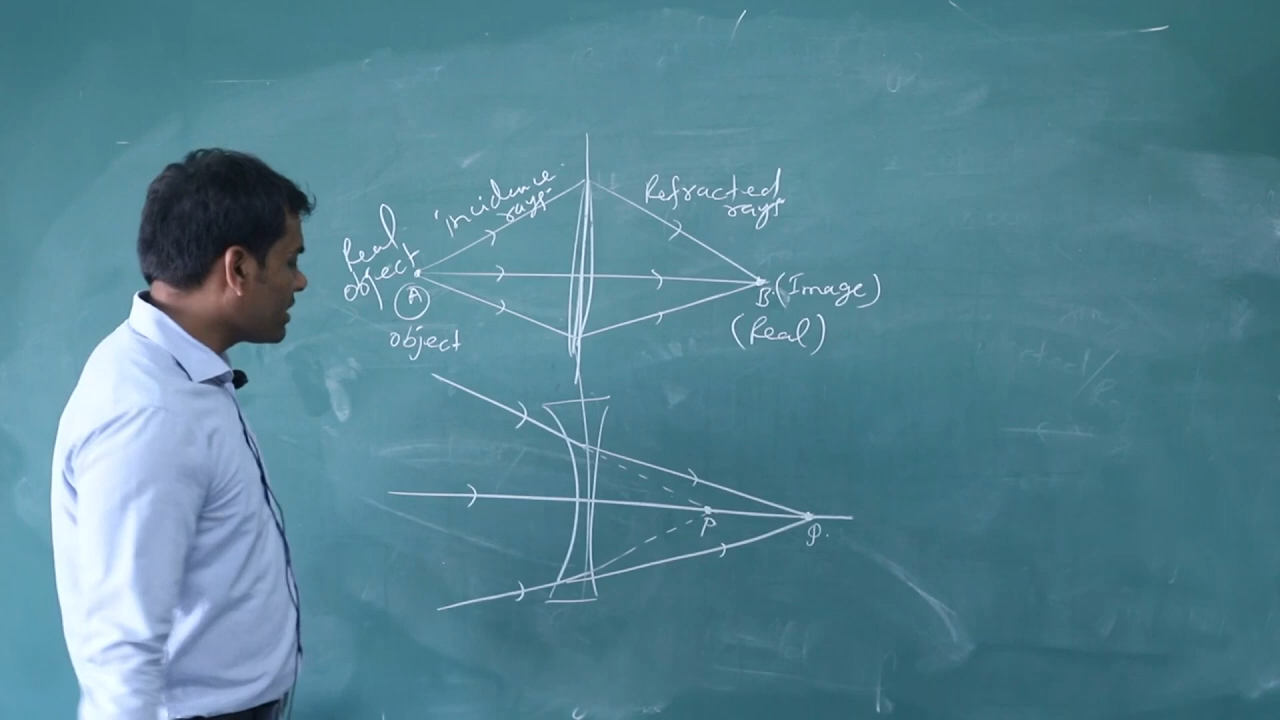 Real
object
incidence
rays
Refracted
rays
A
object
B. (Image)
(Real)
P